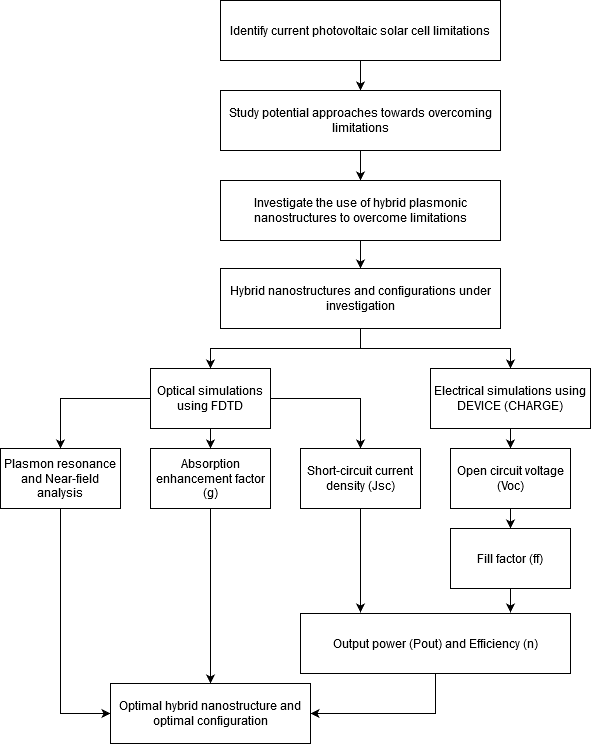 Identify current photovoltaic solar cell limitations
Study potential approaches towards overcoming
limitations
Investigate the use of hybrid plasmonic
nanostructures to overcome limitations
Hybrid nanostructures and configurations under
investigation
Optical simulations
using FDTD
Electrical simulations using
DEVICE (CHARGE)
Plasmon resonance
and Near-field
analysis
Absorption
enhancement factor
(g)
Short-circuit current
density (Jsc)
Open circuit voltage
(Voc)
Fill factor (ff)
Output power (Pout) and Efficiency (n)
Optimal hybrid nanostructure and
optimal configuration